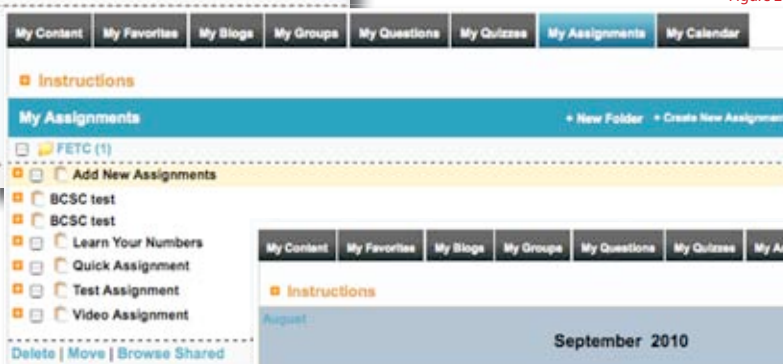 My Content My Favorites My Blogs My Groups My Questions My Quizzes My Assignments My Calendar
Instructions
My Assignments + New Folder + Create New Assignmen
FETC (1)
Add New Assignments
BCSC test
BCSC test
Learn Your Numbers
Quick Assignment
Test Assignment
Video Assignment
Delete | Move | Browse Shared
My Content My Favorites My Blogs My Groups My Questions My Quizzes My A
Instructions
August
September 2010